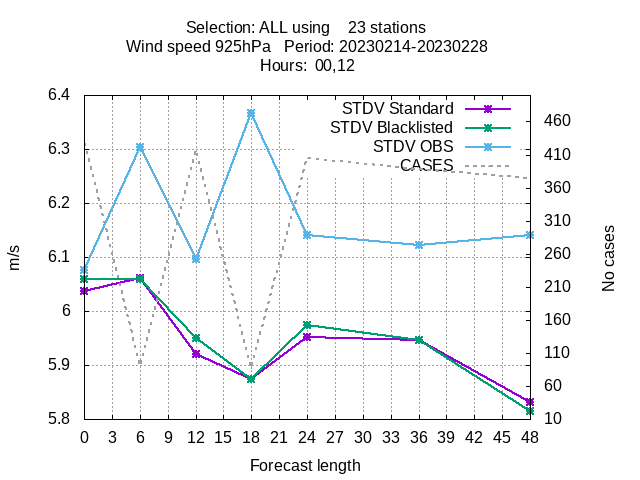 Selection: ALL using    23 stations
Wind speed 925hPa   Period: 20230214-20230228
Hours:  00,12
STDV Standard
STDV Blacklisted
STDV OBS
CASES
6.4
6.3
6.2
6.1
6
5.9
5.8
m/s
460
410
360
310
260
210
160
110
60
10
No cases
0 3 6 9 12 15 18 21 24 27 30 33 36 39 42 45 48
Forecast length